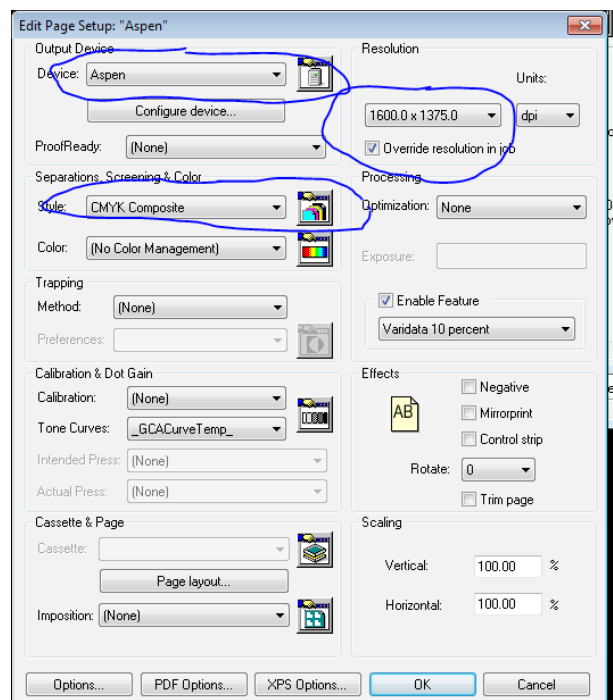 Edit Page Setup: "Aspen"
Output Device
Device: Aspen
Configure device...
ProofReady: (None)
Separations, Screening & Color
Style: CMYK Composite
Color: (No Color Management)
Trapping
Method: (None)
Preferences:
Calibration & Dot Gain
Calibration: (None)
Tone Curves: _GCACurveTemp_
Intended Press: (None)
Actual Press: (None)
Cassette & Page
Cassette:
Page layout...
Imposition: (None)
Resolution
Units:
1600.0 x 1375.0 dpi
Override resolution in job
Processing
Optimization: None
Exposure:
Enable Feature
Varidata 10 percent
Effects
AB
Negative
Mirrorprint
Control strip
Rotate: 0
Trim page
Scaling
Vertical: 100.00 %
Horizontal: 100.00 %
Options... PDF Options... XPS Options... OK Cancel